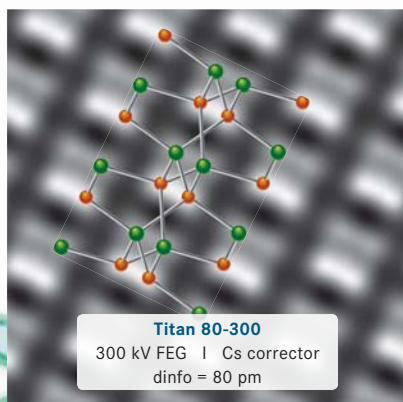 Titan 80-300
300 kV FEG I Cs corrector
dinfo = 80 pm